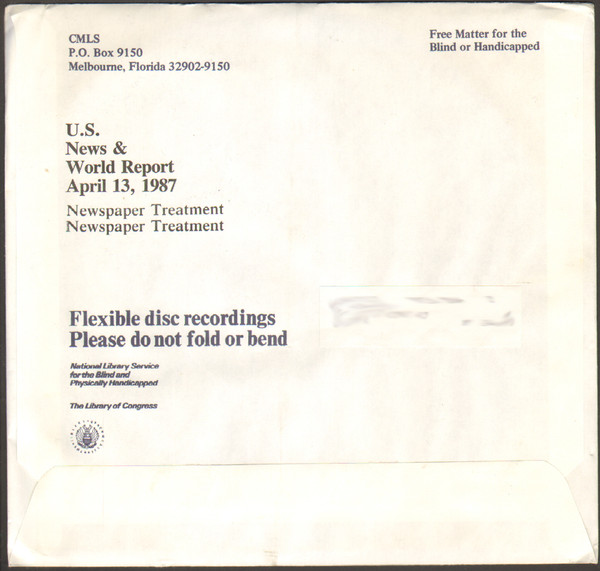 CMLS
P.O. Box 9150
Melbourne, Florida 32902-9150
Free Matter for the
Blind or Handicapped
U.S.
News &
World Report
April 13, 1987
Newspaper Treatment
Newspaper Treatment
Flexible disc recordings
Please do not fold or bend
National Library Service
for the Blind and
Physically Handicapped
The Library of Congress